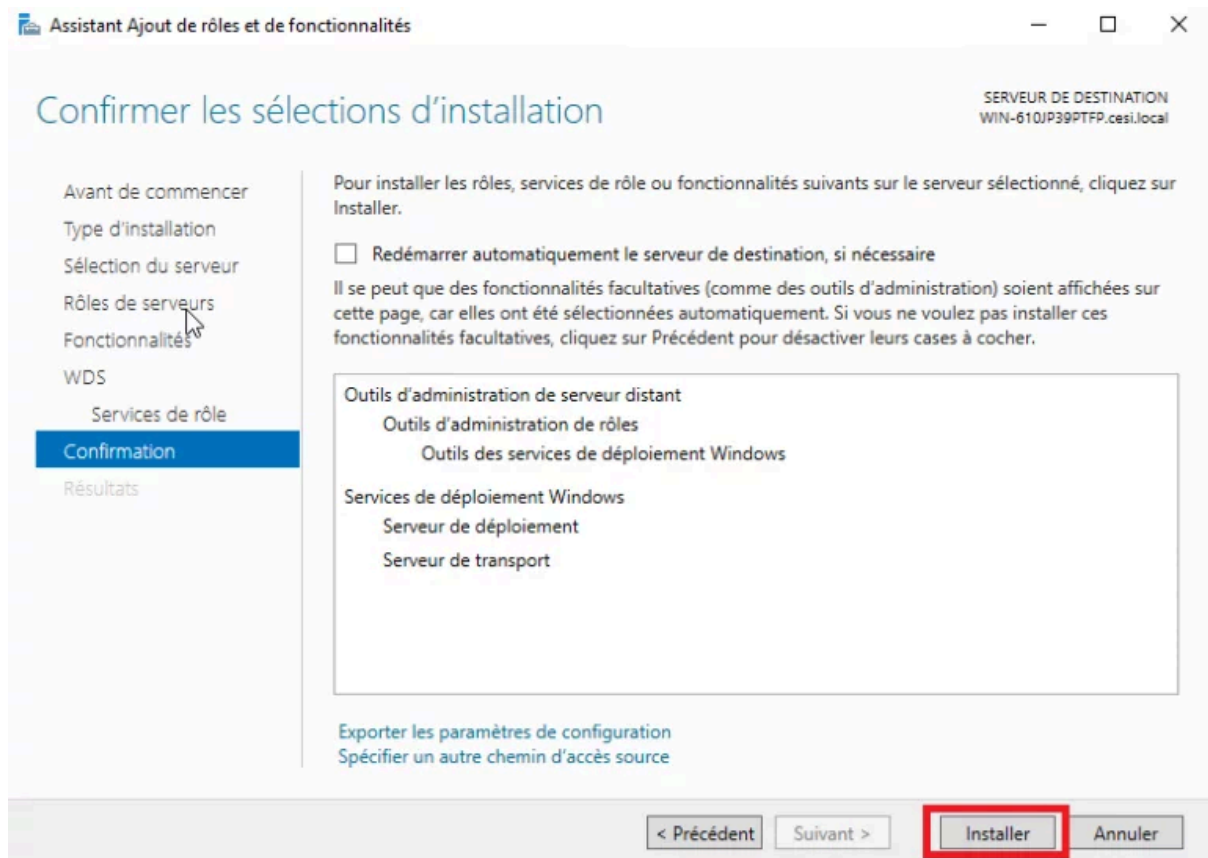 Assistant Ajout de rôles et de fonctionnalités
Confirmer les sélections d'installation
SERVEUR DE DESTINATION
WIN-610JP39PTFP.cesi.local
Avant de commencer
Type d'installation
Sélection du serveur
Rôles de serveurs
Fonctionnalités
WDS
Services de rôle
Confirmation
Résultats
Pour installer les rôles, services de rôle ou fonctionnalités suivants sur le serveur sélectionné, cliquez sur
Installer.
Redémarrer automatiquement le serveur de destination, si nécessaire
Il se peut que des fonctionnalités facultatives (comme des outils d'administration) soient affichées sur
cette page, car elles ont été sélectionnées automatiquement. Si vous ne voulez pas installer ces
fonctionnalités facultatives, cliquez sur Précédent pour désactiver leurs cases à cocher.
Outils d'administration de serveur distant
Outils d'administration de rôles
Outils des services de déploiement Windows
Services de déploiement Windows
Serveur de déploiement
Serveur de transport
Exporter les paramètres de configuration
Spécifier un autre chemin d'accès source
< Précédent
Suivant >
Installer
Annuler